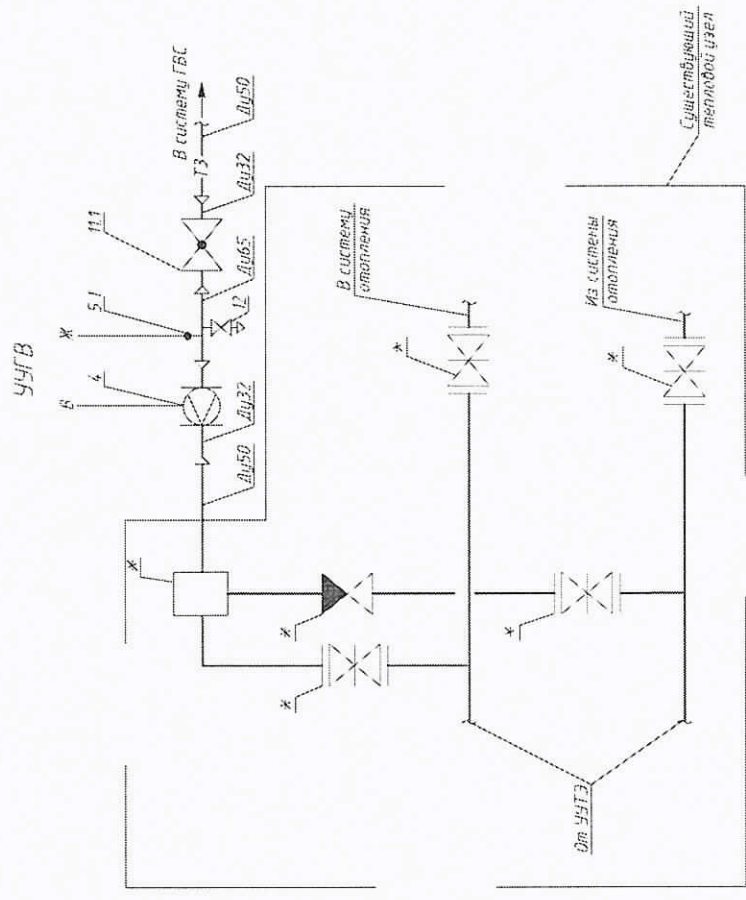 УУГВ
В
4
Ж
5.1
11.1
В систему ГВС
Т3
Ду50
Ду32
Ду65
12
Ду32
Ду50
*
*
*
*
*
*
В систему
отопления
Из системы
отопления
От УУТЭ
Существующий
тепловой узел